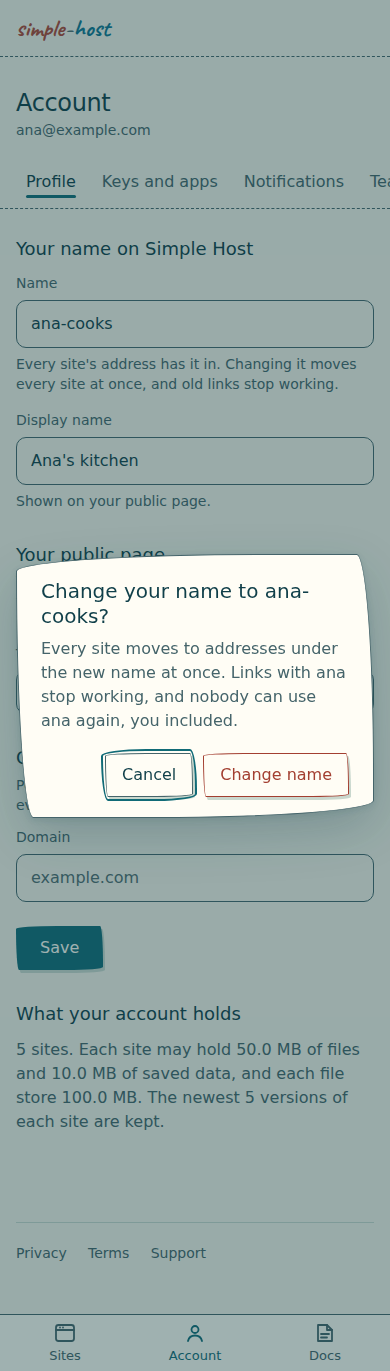 simple-host
Account
ana@example.com
Profile
Keys and apps
Notifications
Your name on Simple Host
Name
ana-cooks
Every site's address has it in. Changing it moves
every site at once, and old links stop working.
Display name
Ana's kitchen
Shown on your public page.
Your public page
Change your name to ana-
cooks?
Every site moves to addresses under
the new name at once. Links with ana
stop working, and nobody can use
ana again, you included.
Cancel
Change name
Domain
example.com
Save
What your account holds
5 sites. Each site may hold 50.0 MB of files
and 10.0 MB of saved data, and each file
store 100.0 MB. The newest 5 versions of
each site are kept.
Privacy
Terms
Support
Sites
Account
Docs